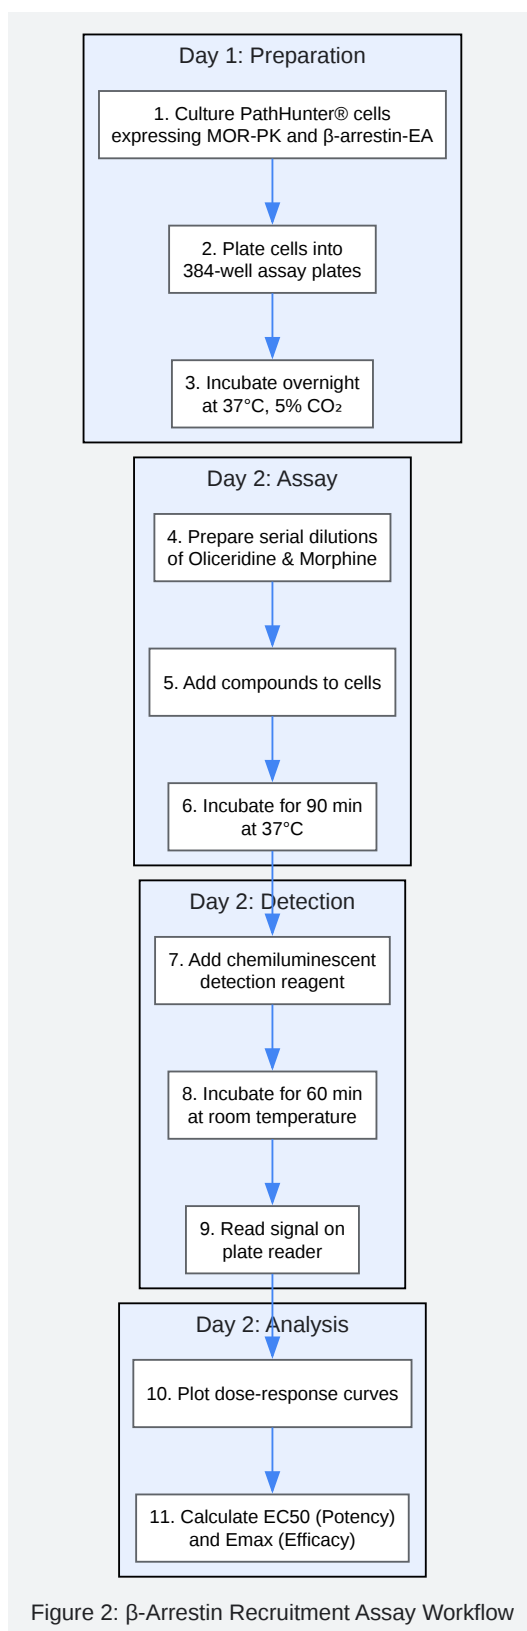 Day 1: Preparation
1. Culture PathHunter® cells
expressing MOR-PK and β-arrestin-EA
2. Plate cells into
384-well assay plates
3. Incubate overnight
at 37°C, 5% CO₂
Day 2: Assay
4. Prepare serial dilutions
of Oliceridine & Morphine
5. Add compounds to cells
6. Incubate for 90 min
at 37°C
Day 2: Detection
7. Add chemiluminescent
detection reagent
8. Incubate for 60 min
at room temperature
9. Read signal on
plate reader
Day 2: Analysis
10. Plot dose-response curves
11. Calculate EC50 (Potency)
and Emax (Efficacy)
Figure 2: β-Arrestin Recruitment Assay Workflow